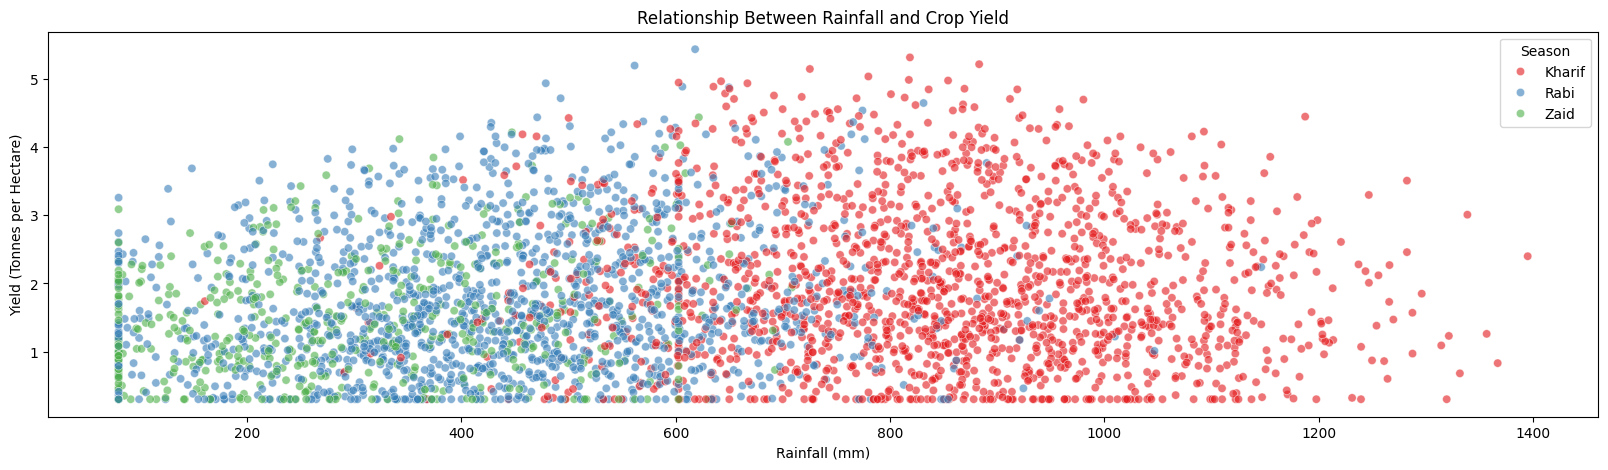 Relationship Between Rainfall and Crop Yield
Season
Kharif
Rabi
Zaid
Yield (Tonnes per Hectare)
5
4
3
2
1
200 400 600 800 1000 1200 1400
Rainfall (mm)